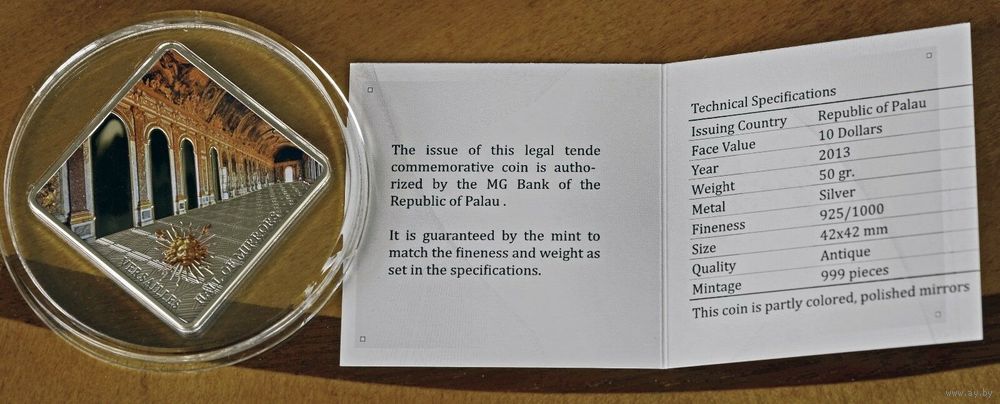 VERSAILLES HALL OF MIRRORS
The issue of this legal tende
commemorative coin is autho-
rized by the MG Bank of the
Republic of Palau .
It is guaranteed by the mint to
match the fineness and weight as
set in the specifications.
Technical Specifications
Issuing Country Republic of Palau
Face Value 10 Dollars
Year 2013
Weight 50 gr.
Metal Silver
Fineness 925/1000
Size 42x42 mm
Quality Antique
Mintage 999 pieces
This coin is partly colored, polished mirrors
www.ay.by